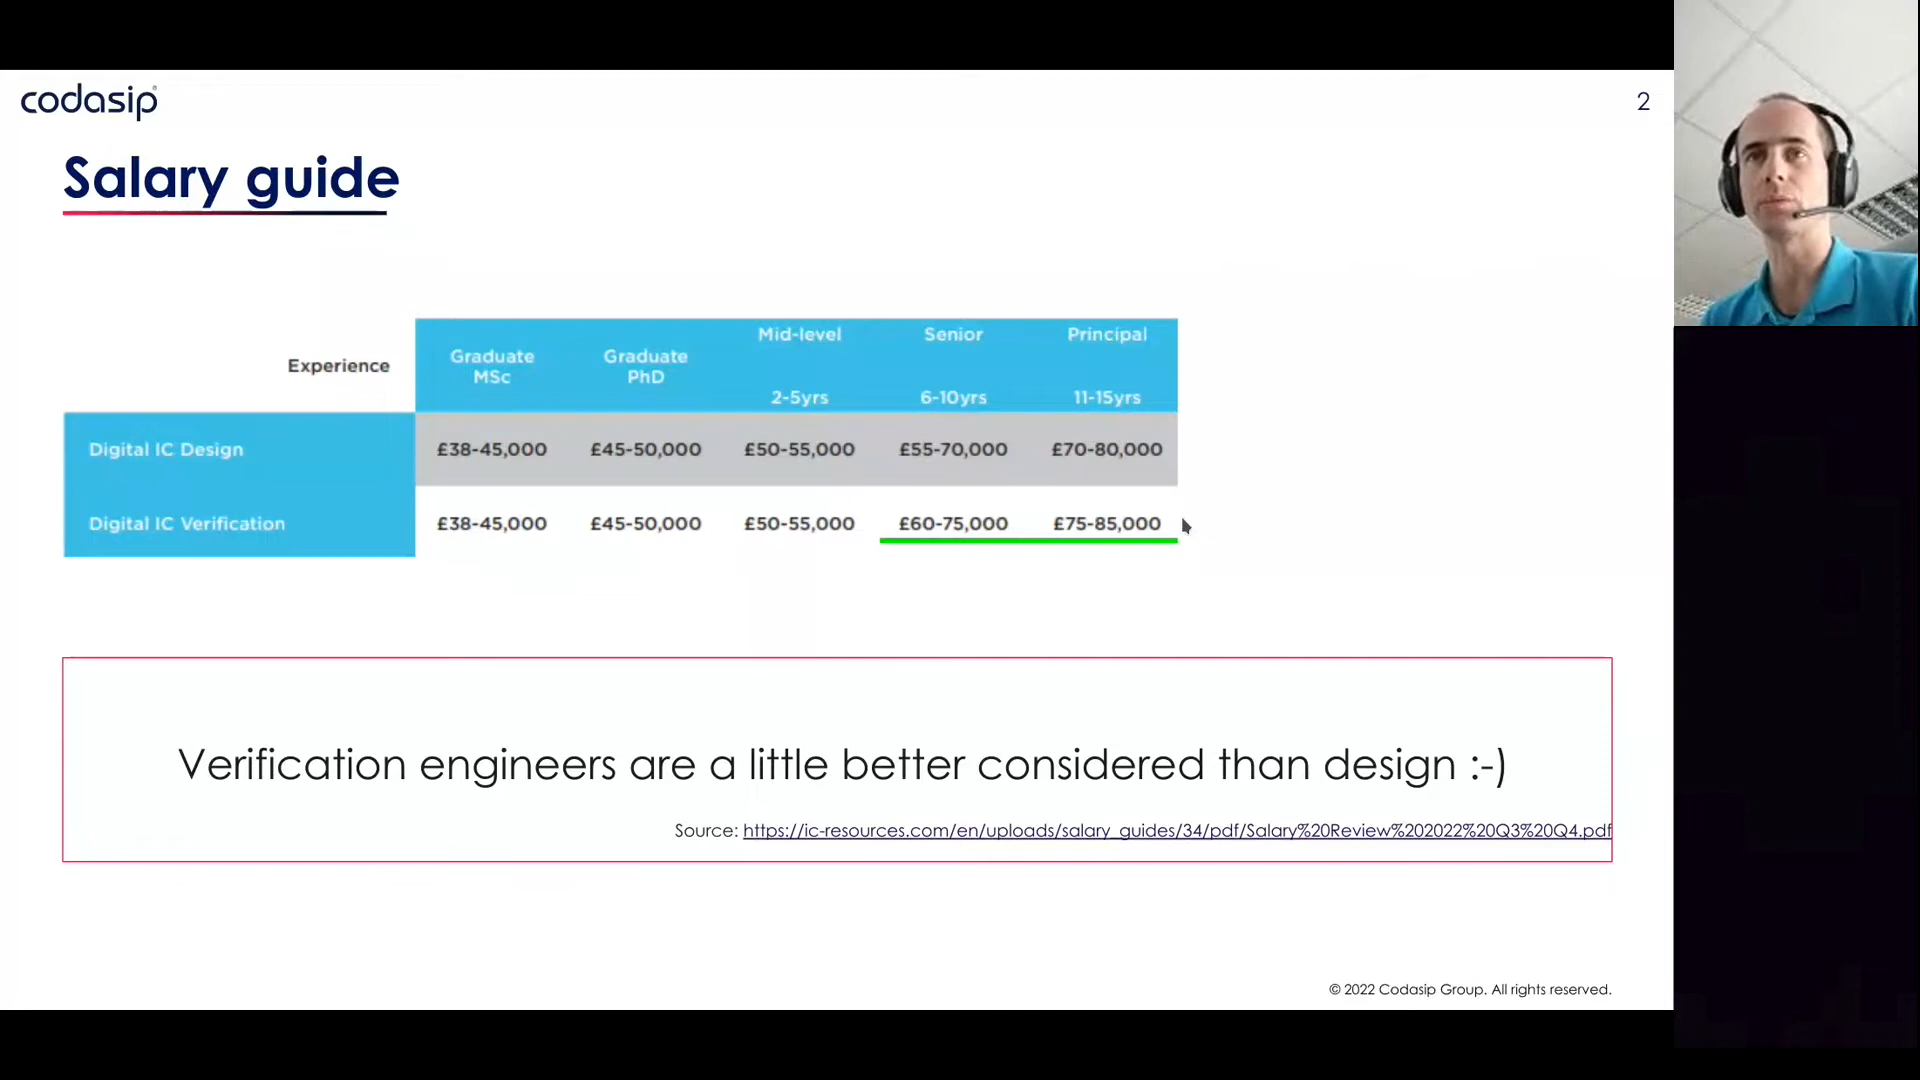 codasip
2
Salary guide
Experience
Graduate MSc
Graduate PhD
Mid-level 2-5yrs
Senior 6-10yrs
Principal 11-15yrs
Digital IC Design £38-45,000 £45-50,000 £50-55,000 £55-70,000 £70-80,000
Digital IC Verification £38-45,000 £45-50,000 £50-55,000 £60-75,000 £75-85,000
Verification engineers are a little better considered than design :-)
Source: https://ic-resources.com/en/uploads/salary_guides/34/pdf/Salary%20Review%202022%20Q3%20Q4.pdf
© 2022 Codasip Group. All rights reserved.